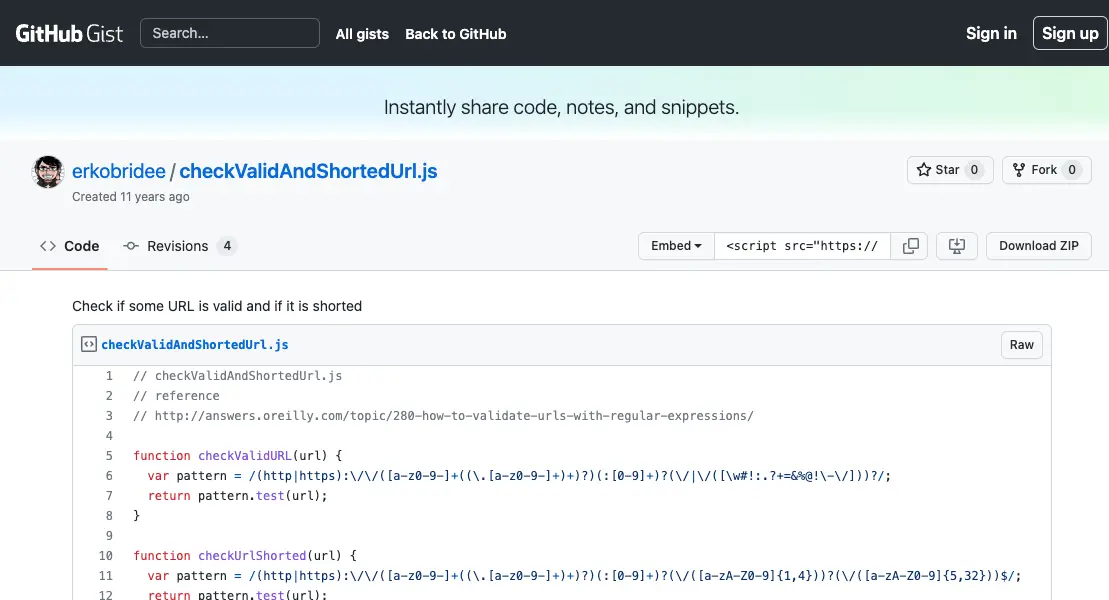 GitHub Gist Search... All gists Back to GitHub Sign in Sign up
Instantly share code, notes, and snippets.
erkobridee / checkValidAndShortedUrl.js Star 0 Fork 0
Created 11 years ago
Code Revisions 4 Embed <script src="https:// Download ZIP
Check if some URL is valid and if it is shorted
checkValidAndShortedUrl.js Raw
1 // checkValidAndShortedUrl.js
2 // reference
3 // http://answers.oreilly.com/topic/280-how-to-validate-urls-with-regular-expressions/
4
5 function checkValidURL(url) {
6 var pattern = /(http|https):\/\/([a-z0-9-]+((\.[a-z0-9-]+)+)?)(:[0-9]+)?(\/|\/([\w#!:.?+=&%@!\-\/]))?/;
7 return pattern.test(url);
8 }
9
10 function checkUrlShorted(url) {
11 var pattern = /(http|https):\/\/([a-z0-9-]+((\.[a-z0-9-]+)+)?)(:[0-9]+)?(\/([a-zA-Z0-9]{1,4}))?(\/([a-zA-Z0-9]{5,32}))$/;
12 return pattern.test(url);